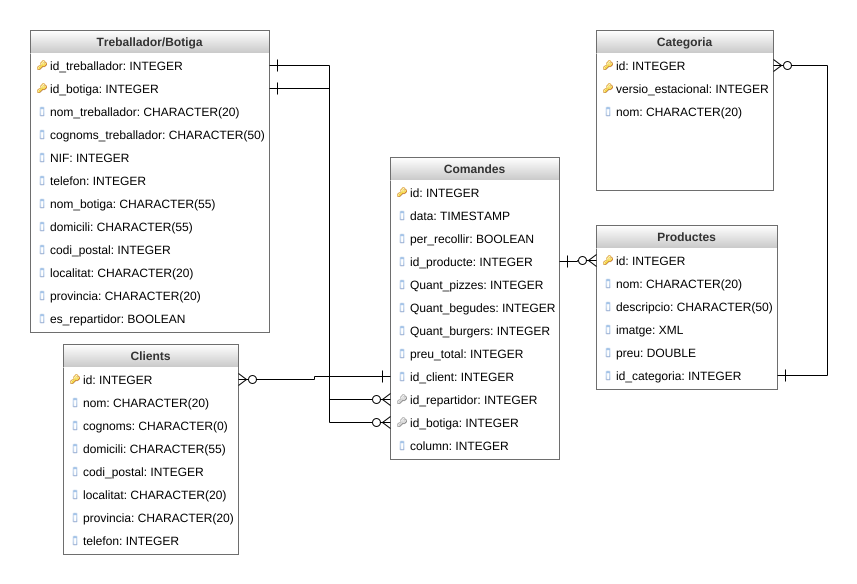 Treballador/Botiga
id_treballador: INTEGER
id_botiga: INTEGER
nom_treballador: CHARACTER(20)
cognoms_treballador: CHARACTER(50)
NIF: INTEGER
telefon: INTEGER
nom_botiga: CHARACTER(55)
domicili: CHARACTER(55)
codi_postal: INTEGER
localitat: CHARACTER(20)
provincia: CHARACTER(20)
es_repartidor: BOOLEAN
Clients
id: INTEGER
nom: CHARACTER(20)
cognoms: CHARACTER(0)
domicili: CHARACTER(55)
codi_postal: INTEGER
localitat: CHARACTER(20)
provincia: CHARACTER(20)
telefon: INTEGER
Comandes
id: INTEGER
data: TIMESTAMP
per_recollir: BOOLEAN
id_producte: INTEGER
Quant_pizzes: INTEGER
Quant_begudes: INTEGER
Quant_burgers: INTEGER
preu_total: INTEGER
id_client: INTEGER
id_repartidor: INTEGER
id_botiga: INTEGER
column: INTEGER
Categoria
id: INTEGER
versio_estacional: INTEGER
nom: CHARACTER(20)
Productes
id: INTEGER
nom: CHARACTER(20)
descripcio: CHARACTER(50)
imatge: XML
preu: DOUBLE
id_categoria: INTEGER